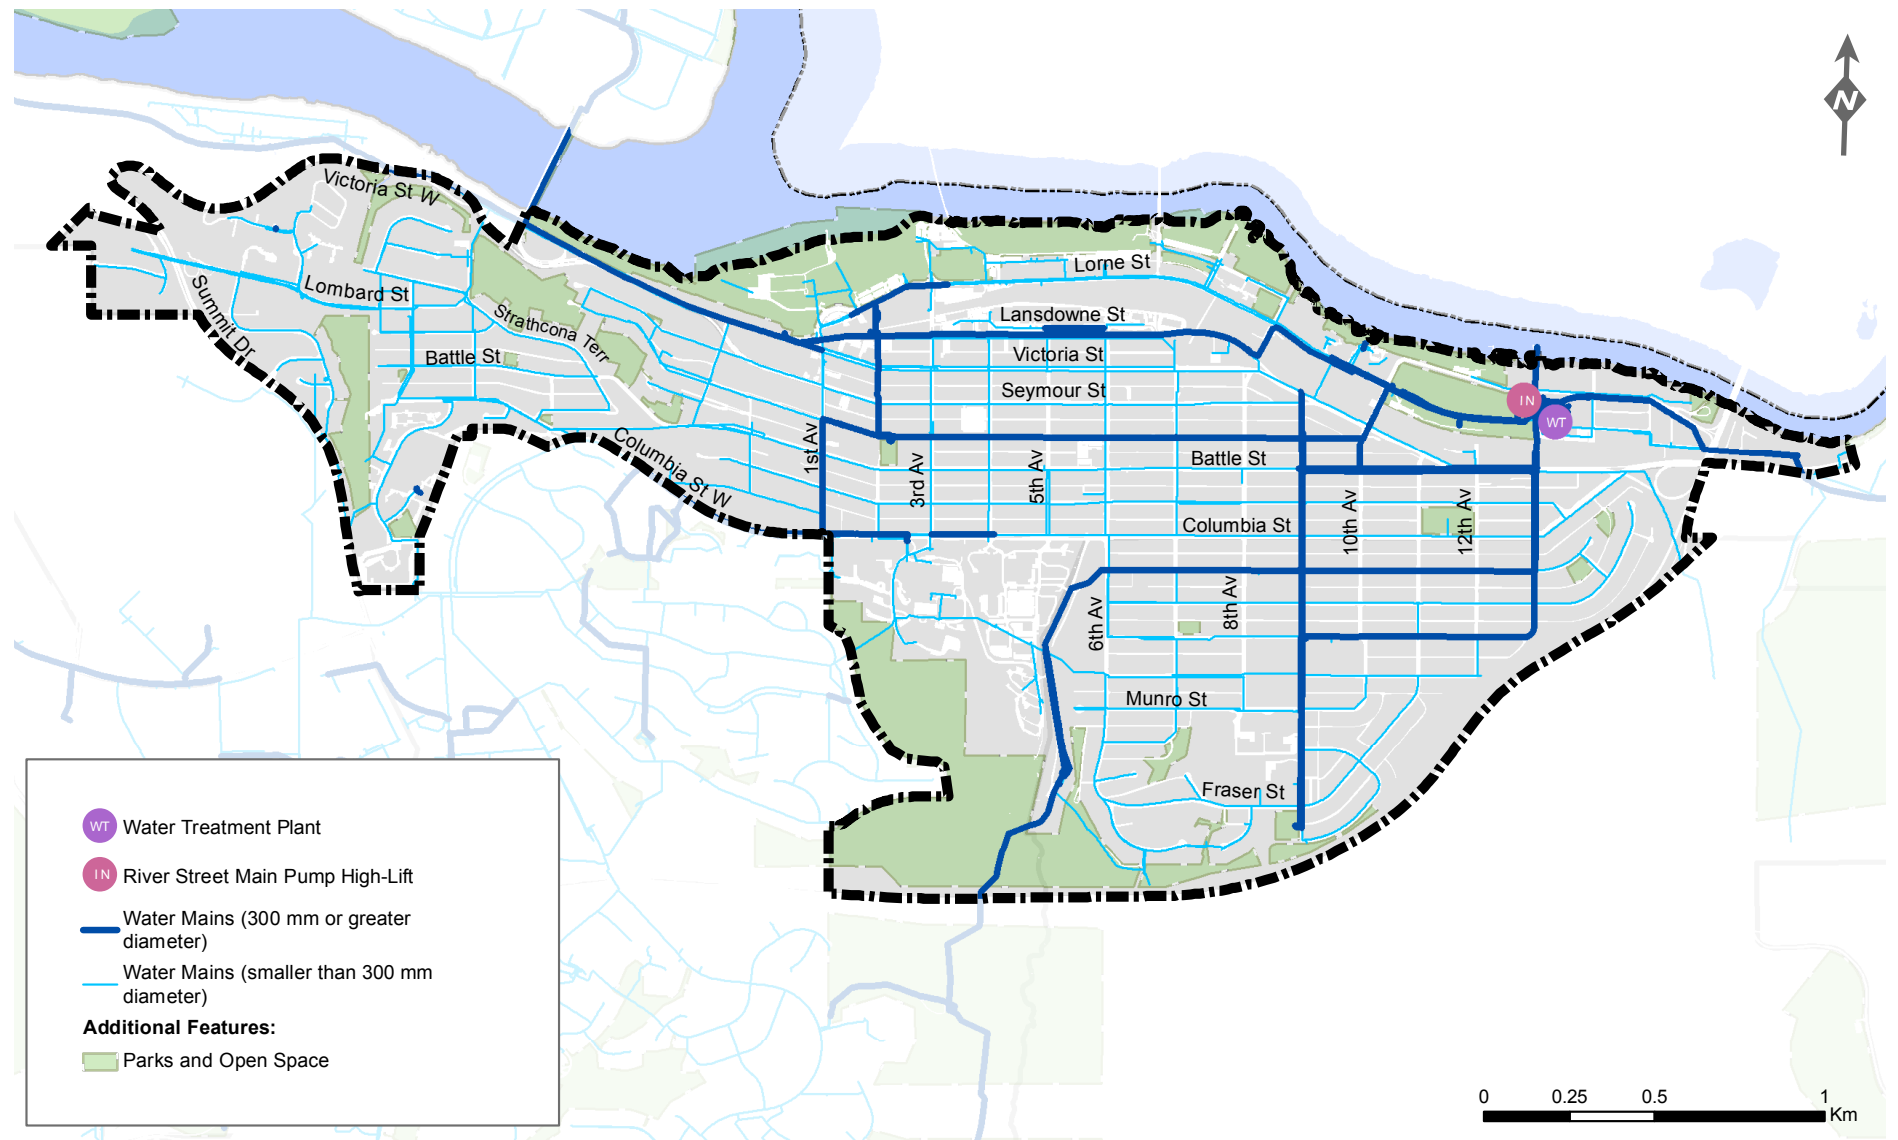 N
Victoria St W
Summit Dr
Lombard St
Strathcona Terr
Battle St
Columbia St W
Lorne St
Lansdowne St
Victoria St
Seymour St
1st Av
3rd Av
5th Av
Battle St
Columbia St
10th Av
12th Av
6th Av
8th Av
Munro St
Fraser St
IN
WT
WT Water Treatment Plant
IN River Street Main Pump High-Lift
Water Mains (300 mm or greater
diameter)
Water Mains (smaller than 300 mm
diameter)
Additional Features:
Parks and Open Space
0 0.25 0.5 1
Km